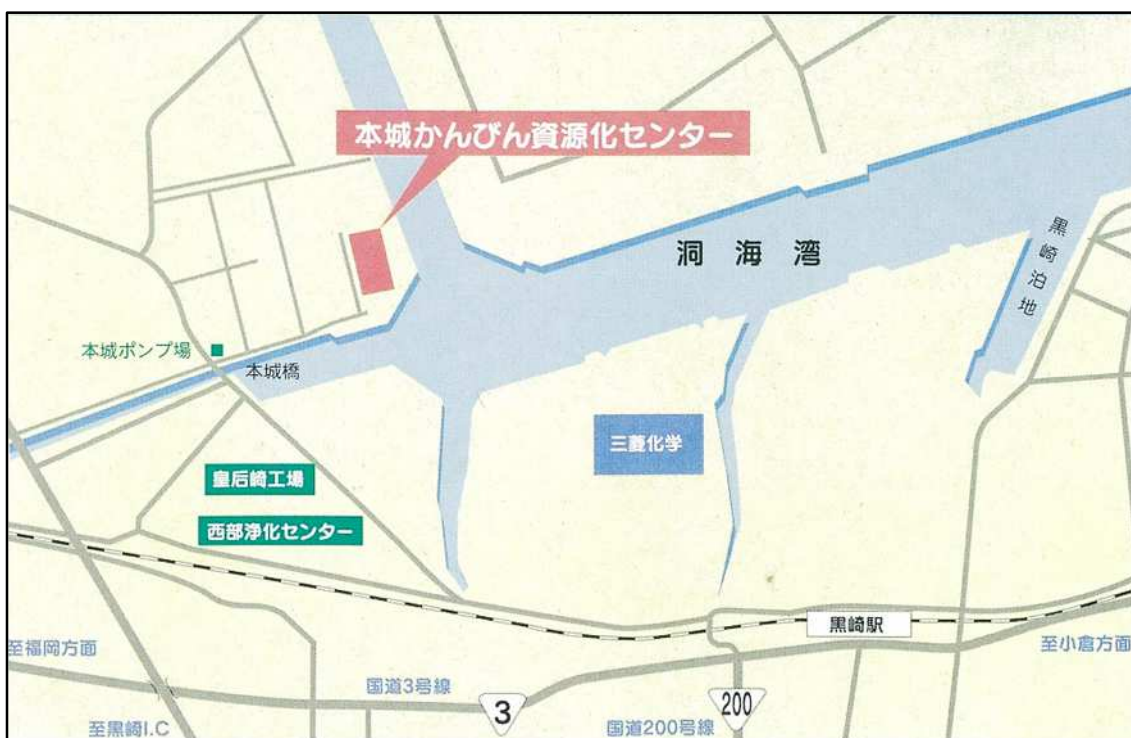 本城かんびん資源化センター
洞海湾
黒崎泊地
本城ポンプ場
本城橋
三菱化学
皇后崎工場
西部浄化センター
黒崎駅
至福岡方面
至小倉方面
国道3号線
3
200
至黒崎I.C
国道200号線